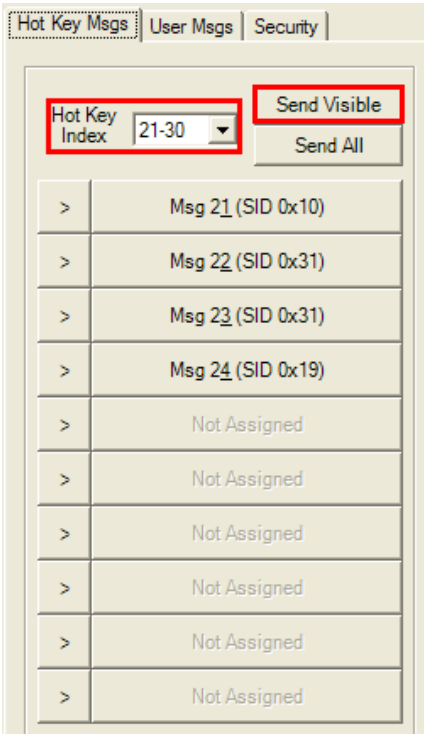 Hot Key Msgs User Msgs Security
Hot Key
Index
21-30
Send Visible
Send All
> Msg 21 (SID 0x10)
> Msg 22 (SID 0x31)
> Msg 23 (SID 0x31)
> Msg 24 (SID 0x19)
> Not Assigned
> Not Assigned
> Not Assigned
> Not Assigned
> Not Assigned
> Not Assigned